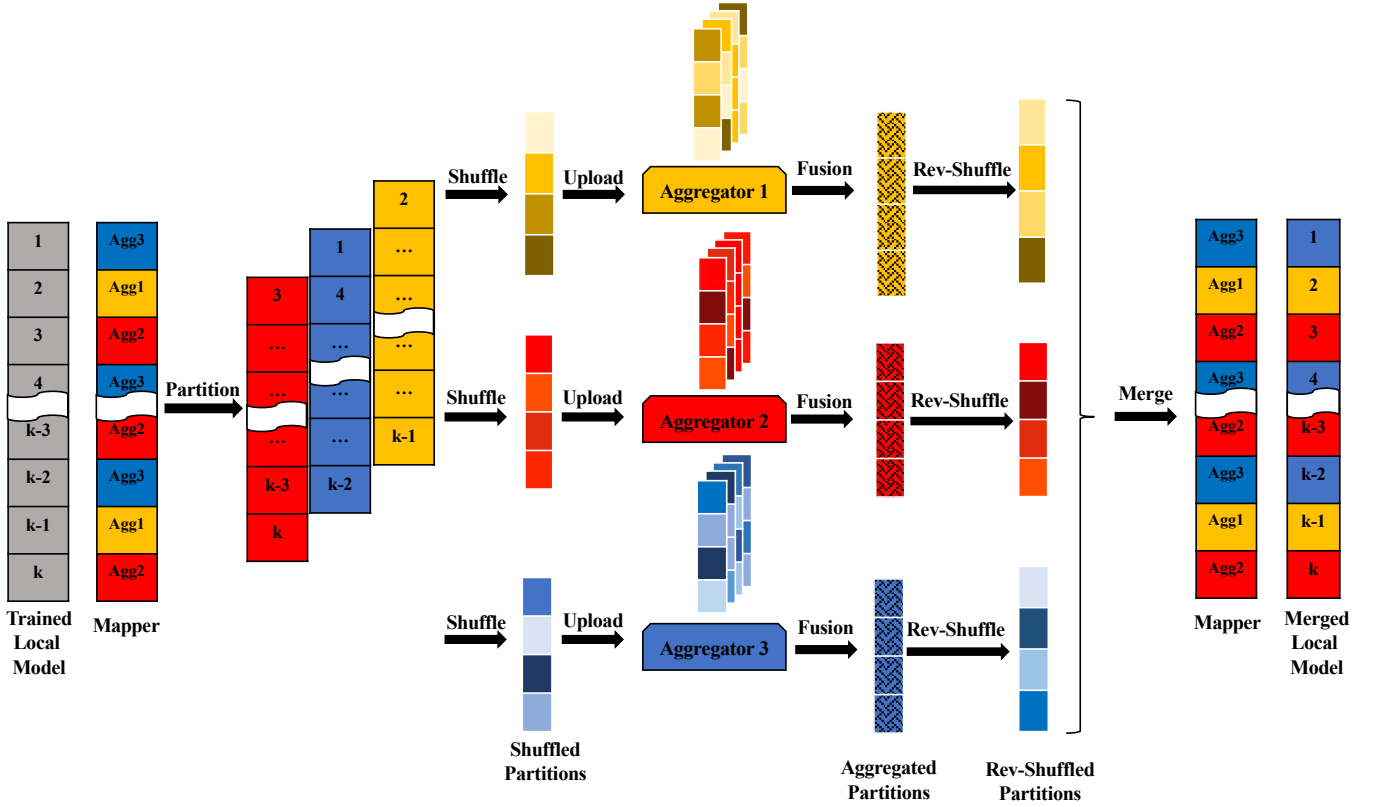 1
2
3
4
k-3
k-2
k-1
k
Trained
Local
Model
Agg3
Agg1
Agg2
Agg3
Agg2
Agg3
Agg1
Agg2
Mapper
Partition
3
...
...
...
k-3
k
1
4
...
...
...
k-2
2
...
...
...
...
k-1
Shuffle
Upload
Aggregator 1
Fusion
Rev-Shuffle
Shuffle
Upload
Aggregator 2
Fusion
Rev-Shuffle
Shuffle
Upload
Aggregator 3
Fusion
Rev-Shuffle
Shuffled
Partitions
Aggregated
Partitions
Rev-Shuffled
Partitions
Merge
Agg3
Agg1
Agg2
Agg3
Agg2
Agg3
Agg1
Agg2
Mapper
1
2
3
4
k-3
k-2
k-1
k
Merged
Local
Model